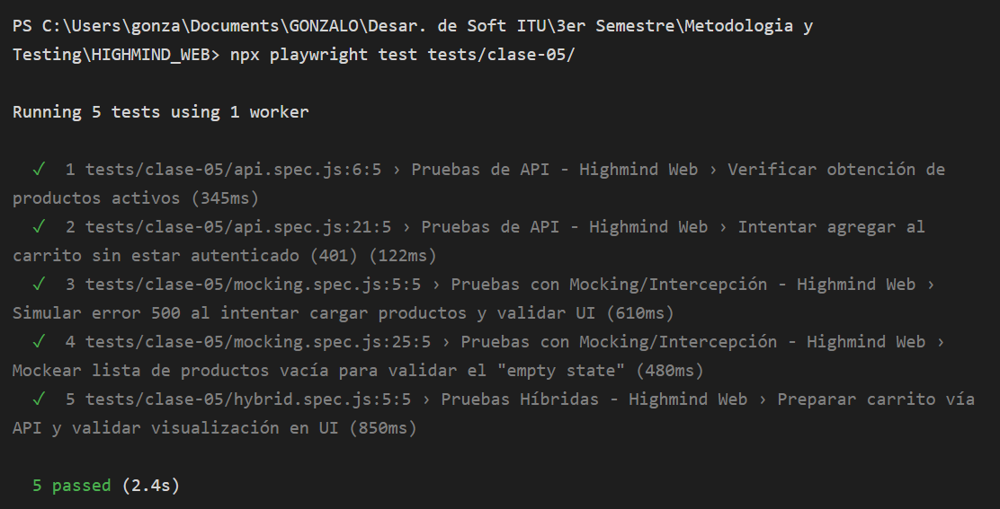 PS C:\Users\gonza\Documents\GONZALO\Desar. de Soft ITU\3er Semestre\Metodologia y
Testing\HIGHMIND_WEB> npx playwright test tests/clase-05/
Running 5 tests using 1 worker
✓ 1 tests/clase-05/api.spec.js:6:5 › Pruebas de API - Highmind Web › Verificar obtención de
productos activos (345ms)
✓ 2 tests/clase-05/api.spec.js:21:5 › Pruebas de API - Highmind Web › Intentar agregar al
carrito sin estar autenticado (401) (122ms)
✓ 3 tests/clase-05/mocking.spec.js:5:5 › Pruebas con Mocking/Intercepción - Highmind Web ›
Simular error 500 al intentar cargar productos y validar UI (610ms)
✓ 4 tests/clase-05/mocking.spec.js:25:5 › Pruebas con Mocking/Intercepción - Highmind Web ›
Mockear lista de productos vacía para validar el "empty state" (480ms)
✓ 5 tests/clase-05/hybrid.spec.js:5:5 › Pruebas Híbridas - Highmind Web › Preparar carrito vía
API y validar visualización en UI (850ms)
5 passed (2.4s)